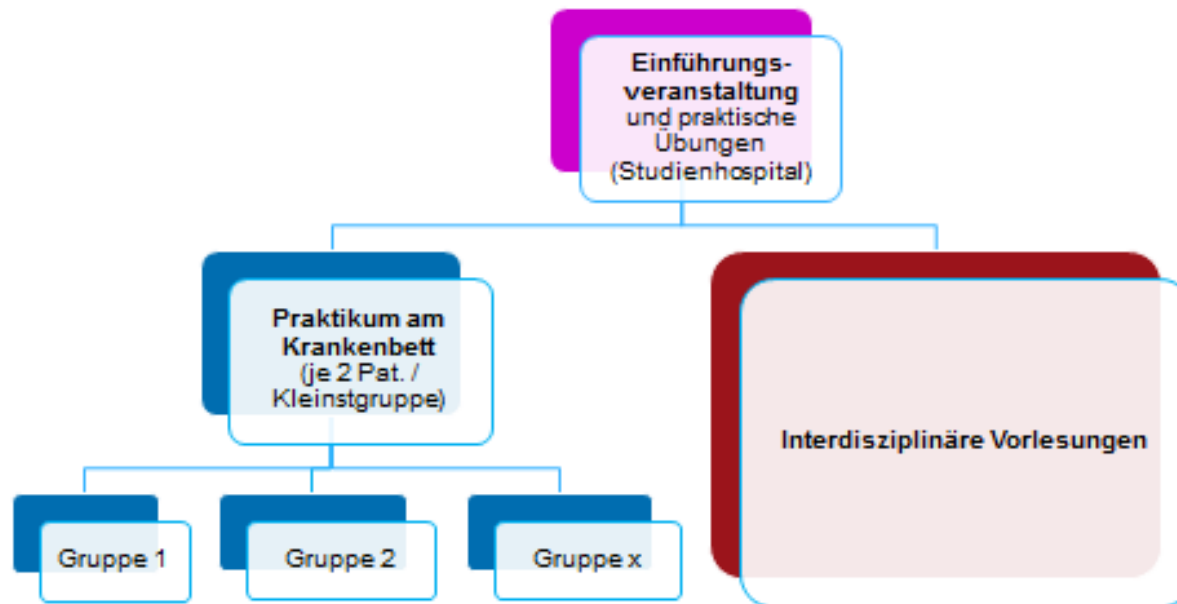 Einführungs-
veranstaltung
und praktische
Übungen
(Studienhospital)
Praktikum am
Krankenbett
(je 2 Pat. /
Kleinstgruppe)
Interdisziplinäre Vorlesungen
Gruppe 1
Gruppe 2
Gruppe x